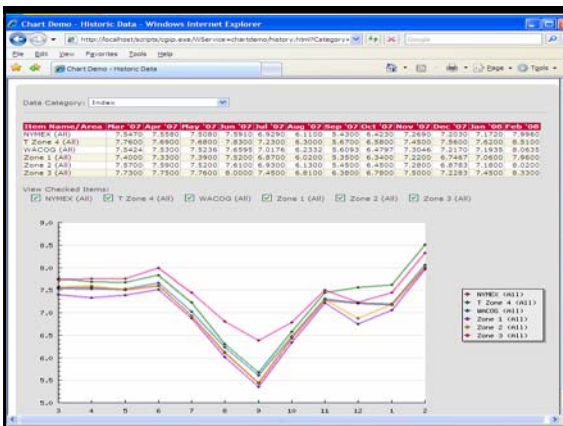 Chart Demo - Historic Data - Windows Internet Explorer
http://localhost/scripts/cgiip.exe/WService=chartdemo/history.html?Category=
Google
File Edit View Favorites Tools Help
Chart Demo - Historic Data
Page Tools
Data Category: Index
Item Name/Area Mar '07 Apr '07 May '07 Jun '07 Jul '07 Aug '07 Sep '07 Oct '07 Nov '07 Dec '07 Jan '08 Feb '08
NYMEX (All) 7.5470 7.5580 7.5080 7.5910 6.9290 6.1100 5.4300 6.4230 7.2690 7.2030 7.1720 7.9960
T Zone 4 (All) 7.7600 7.6900 7.6800 7.8300 7.2300 6.3000 5.6700 6.5800 7.4500 7.5600 7.6200 8.5100
WACOG (All) 7.5424 7.5300 7.5236 7.6595 7.0176 6.2332 5.6093 6.4797 7.3046 7.2170 7.1935 8.0635
Zone 1 (All) 7.4000 7.3300 7.3900 7.5200 6.8700 6.0200 5.3500 6.3400 7.2200 6.7467 7.0600 7.9600
Zone 2 (All) 7.5700 7.5900 7.5200 7.6100 6.9300 6.1300 5.4500 6.4500 7.2800 6.8783 7.1800 8.0200
Zone 3 (All) 7.7300 7.7500 7.7600 8.0000 7.4500 6.8100 6.3800 6.7800 7.5000 7.2283 7.4500 8.3300
View Checked Items:
NYMEX (All) T Zone 4 (All) WACOG (All) Zone 1 (All) Zone 2 (All) Zone 3 (All)
9.0
8.5
8.0
7.5
7.0
6.5
6.0
5.5
5.0
3 4 5 6 7 8 9 10 11 12 1 2
NYMEX (All)
T Zone 4 (All)
WACOG (All)
Zone 1 (All)
Zone 2 (All)
Zone 3 (All)